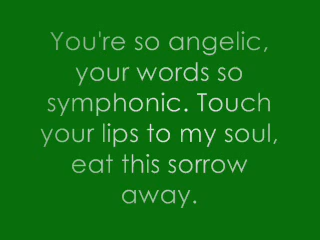 You're so angelic,
your words so
symphonic. Touch
your lips to my soul,
eat this sorrow
away.